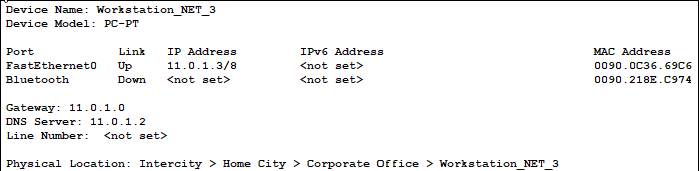 Device Name: Workstation_NET_3
Device Model: PC-PT
Port Link IP Address IPv6 Address MAC Address
FastEthernet0 Up 11.0.1.3/8 <not set> 0090.0C36.69C6
Bluetooth Down <not set> <not set> 0090.218E.C974
Gateway: 11.0.1.0
DNS Server: 11.0.1.2
Line Number: <not set>
Physical Location: Intercity > Home City > Corporate Office > Workstation_NET_3